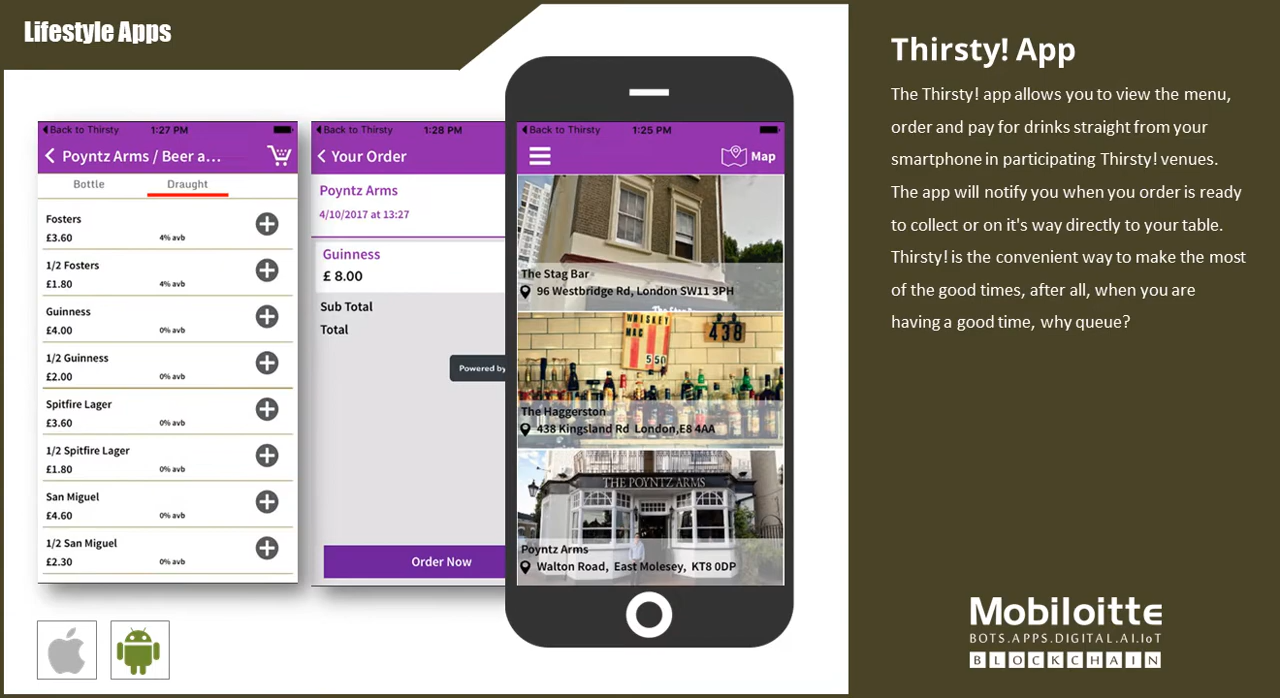 Lifestyle Apps
Back to Thirsty 1:27 PM
Poyntz Arms / Beer a...
Bottle Draught
Fosters
£3.60 4% avb
1/2 Fosters
£1.80 4% avb
Guinness
£4.00 0% avb
1/2 Guinness
£2.00 0% avb
Spitfire Lager
£3.60 0% avb
1/2 Spitfire Lager
£1.80 0% avb
San Miguel
£4.60 0% avb
1/2 San Miguel
£2.30 0% avb
Back to Thirsty 1:28 PM
Your Order
Poyntz Arms
4/10/2017 at 13:27
Guinness
£ 8.00
Sub Total
Total
Powered by
Order Now
Back to Thirsty 1:25 PM
Map
The Stag Bar
96 Westbridge Rd, London SW11 3PH
WHISKEY
MAC
5 50
438
The Haggerston
438 Kingsland Rd London,E8 4AA
THE POYNTZ ARMS
Poyntz Arms
Walton Road, East Molesey, KT8 0DP
Thirsty! App
The Thirsty! app allows you to view the menu,
order and pay for drinks straight from your
smartphone in participating Thirsty! venues.
The app will notify you when you order is ready
to collect or on it's way directly to your table.
Thirsty! is the convenient way to make the most
of the good times, after all, when you are
having a good time, why queue?
Mobiloitte
BOTS.APPS.DIGITAL.AI.IoT
BLOCKCHAIN